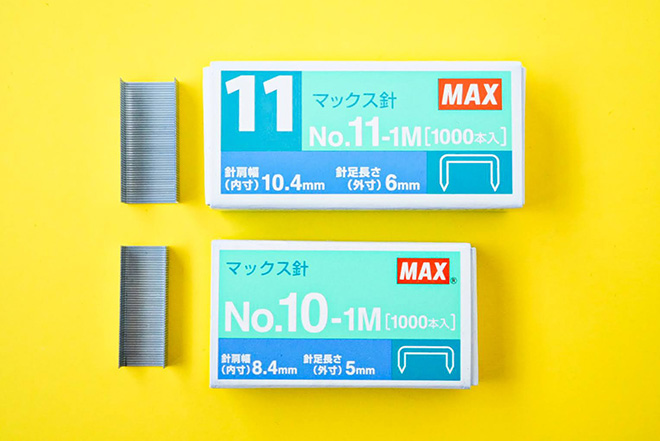 11
マックス針
MAX
No.11-1M[1000本入]
針肩幅
(内寸)10.4mm
針足長さ
(外寸)6mm
マックス針
MAX®
No.10-1M[1000本入]
針肩幅
(内寸)8.4mm
針足長さ
(外寸)5mm